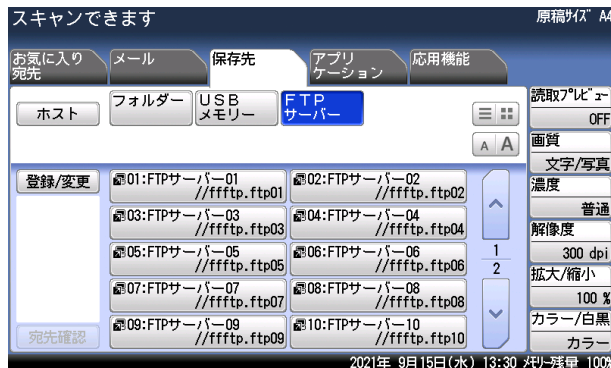 スキャンできます
原稿ｻｲｽﾞ A4
お気に入り
宛先
メール
保存先
アプリ
ケーション
応用機能
ホスト
フォルダー
ＵＳＢ
メモリー
ＦＴＰ
サーバー
A A
登録/変更
01:FTPサーバー01
//ffftp.ftp01
02:FTPサーバー02
//ffftp.ftp02
03:FTPサーバー03
//ffftp.ftp03
04:FTPサーバー04
//ffftp.ftp04
05:FTPサーバー05
//ffftp.ftp05
06:FTPサーバー06
//ffftp.ftp06
07:FTPサーバー07
//ffftp.ftp07
08:FTPサーバー08
//ffftp.ftp08
09:FTPサーバー09
//ffftp.ftp09
10:FTPサーバー10
//ffftp.ftp10
1
2
宛先確認
読取ﾌﾟﾚﾋﾞｭｰ
OFF
画質
文字/写真
濃度
普通
解像度
300 dpi
拡大/縮小
100 %
カラー/白黒
カラー
2021年 9月15日(水) 13:30 ﾒﾓﾘｰ残量 100%